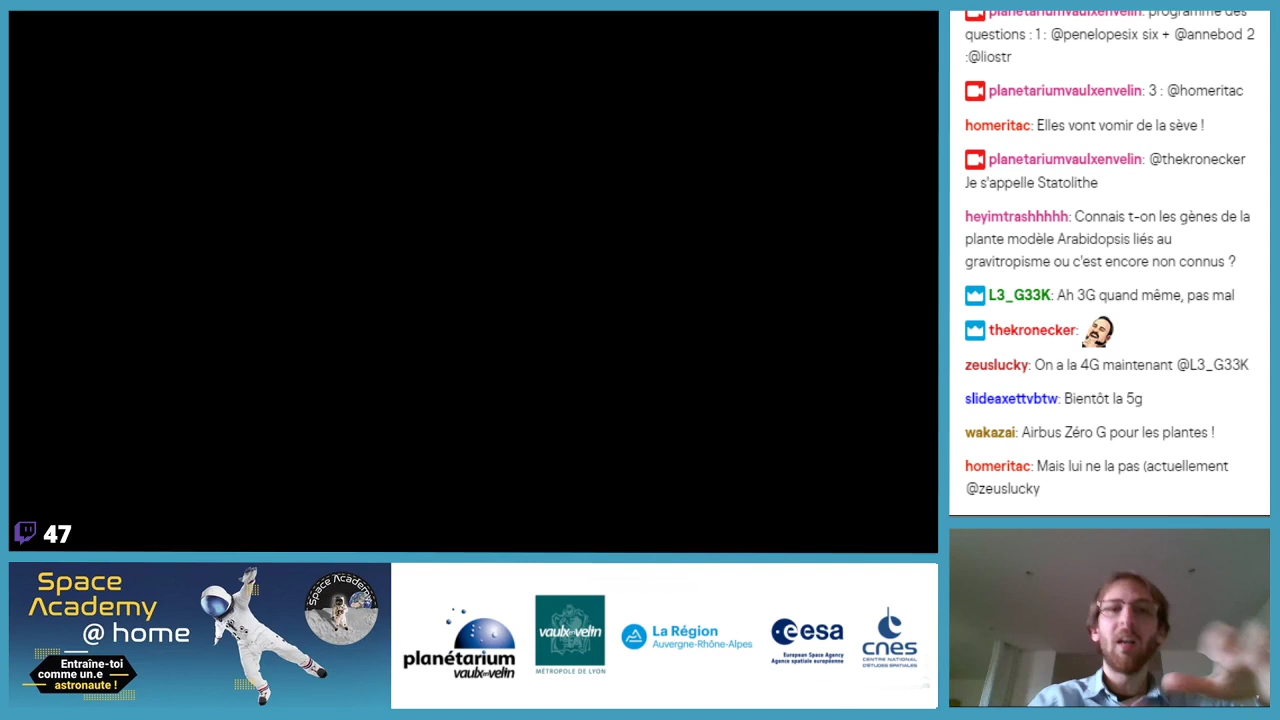 planetariumvaulxenvelin: programme des
questions : 1 : @penelopesix six + @annebod 2
:@liostr
planetariumvaulxenvelin: 3 : @homeritac
homeritac: Elles vont vomir de la sève !
planetariumvaulxenvelin: @thekronecker
Je s'appelle Statolithe
heyimtrashhhhh: Connais t-on les gènes de la
plante modèle Arabidopsis liés au
gravitropisme ou c'est encore non connus ?
L3_G33K: Ah 3G quand même, pas mal
thekronecker:
zeuslucky: On a la 4G maintenant @L3_G33K
slideaxettvbtw: Bientôt la 5g
wakazai: Airbus Zéro G pour les plantes !
homeritac: Mais lui ne la pas (actuellement
@zeuslucky
47
Space
Academy
@ home
Entraîne-toi
comme un.e
astronaute !
Space Academy
planétarium
vaulx en velin
vaulx en velin
MÉTROPOLE DE LYON
La Région
Auvergne-Rhône-Alpes
esa
European Space Agency
Agence spatiale européenne
cnes
CENTRE NATIONAL
D'ÉTUDES SPATIALES